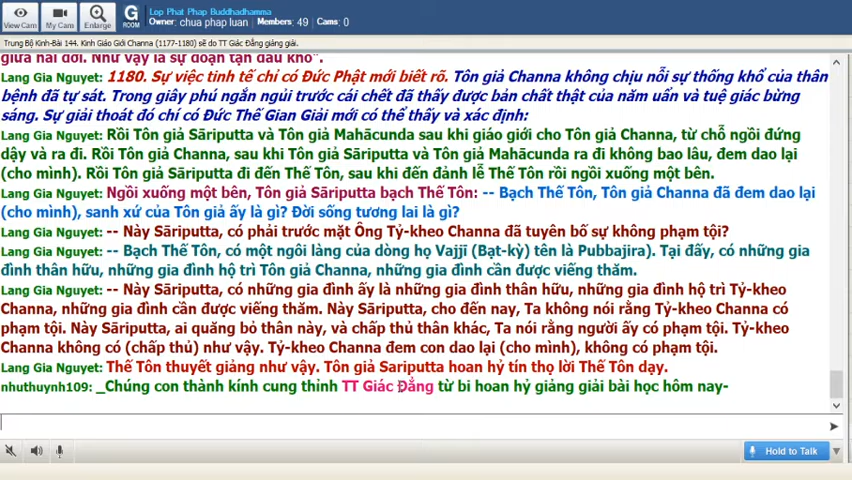 View Cam
My Cam
Enlarge
G
ROOM
Lop Phat Phap Buddhadhamma
Owner: chua phap luan Members: 49 Cams: 0
Trung Bộ Kinh-Bài 144. Kinh Giáo Giới Channa (1177-1180) sẽ do TT Giác Đẳng giảng giải.
giữa hai đời. Như vậy là sự đoạn tận đau khổ".
Lang Gia Nguyet: 1180. Sự việc tinh tế chỉ có Đức Phật mới biết rõ. Tôn giả Channa không chịu nỗi sự thống khổ của thân
bệnh đã tự sát. Trong giây phú ngắn ngủi trước cái chết đã thấy được bản chất thật của năm uẩn và tuệ giác bừng
sáng. Sự giải thoát đó chỉ có Đức Thế Gian Giải mới có thể thấy và xác định:
Lang Gia Nguyet: Rồi Tôn giả Sāriputta và Tôn giả Mahācunda sau khi giáo giới cho Tôn giả Channa, từ chỗ ngồi đứng
dậy và ra đi. Rồi Tôn giả Channa, sau khi Tôn giả Sāriputta và Tôn giả Mahācunda ra đi không bao lâu, đem dao lại
(cho mình). Rồi Tôn giả Sāriputta đi đến Thế Tôn, sau khi đến đảnh lễ Thế Tôn rồi ngồi xuống một bên.
Lang Gia Nguyet: Ngồi xuống một bên, Tôn giả Sāriputta bạch Thế Tôn: -- Bạch Thế Tôn, Tôn giả Channa đã đem dao lại
(cho mình), sanh xứ của Tôn giả ấy là gì? Đời sống tương lai là gì?
Lang Gia Nguyet: -- Này Sāriputta, có phải trước mặt Ông Tỷ-kheo Channa đã tuyên bố sự không phạm tội?
Lang Gia Nguyet: -- Bạch Thế Tôn, có một ngôi làng của dòng họ Vajjī (Bạt-kỳ) tên là Pubbajira). Tại đấy, có những gia
đình thân hữu, những gia đình hộ trì Tôn giả Channa, những gia đình cần được viếng thăm.
Lang Gia Nguyet: -- Này Sāriputta, có những gia đình ấy là những gia đình thân hữu, những gia đình hộ trì Tỷ-kheo
Channa, những gia đình cần được viếng thăm. Này Sāriputta, cho đến nay, Ta không nói rằng Tỷ-kheo Channa có
phạm tội. Này Sāriputta, ai quăng bỏ thân này, và chấp thủ thân khác, Ta nói rằng người ấy có phạm tội. Tỷ-kheo
Channa không có (chấp thủ) như vậy. Tỷ-kheo Channa đem con dao lại (cho mình), không có phạm tội.
Lang Gia Nguyet: Thế Tôn thuyết giảng như vậy. Tôn giả Sariputta hoan hỷ tín thọ lời Thế Tôn dạy.
nhuthuynh109: _Chúng con thành kính cung thỉnh TT Giác Đẳng từ bi hoan hỷ giảng giải bài học hôm nay-
Hold to Talk